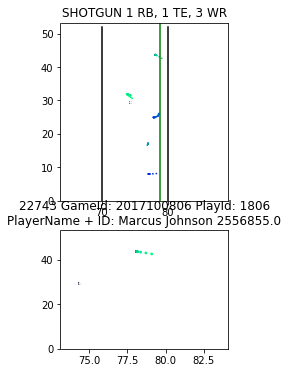 SHOTGUN 1 RB, 1 TE, 3 WR
50
40
30
20
10
0
70 80
22743 GameId: 2017100806 PlayId: 1806
PlayerName + ID: Marcus Johnson 2556855.0
40
20
0
75.0 77.5 80.0 82.5